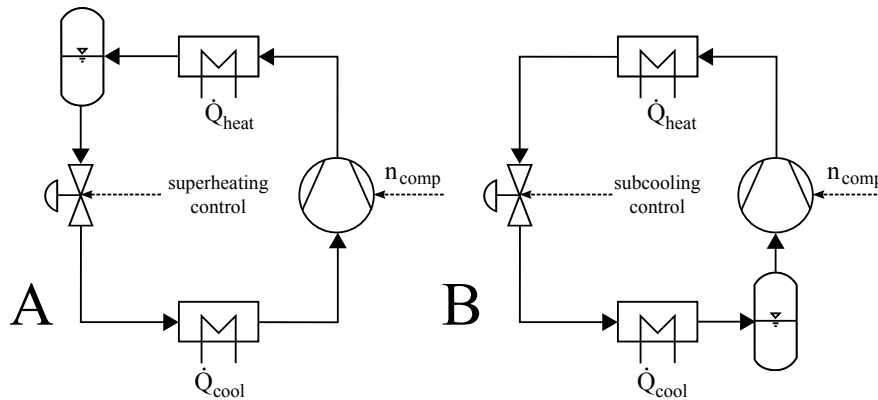 Q̇heat
superheating
control
ncomp
A
Q̇cool
Q̇heat
subcooling
control
ncomp
B
Q̇cool